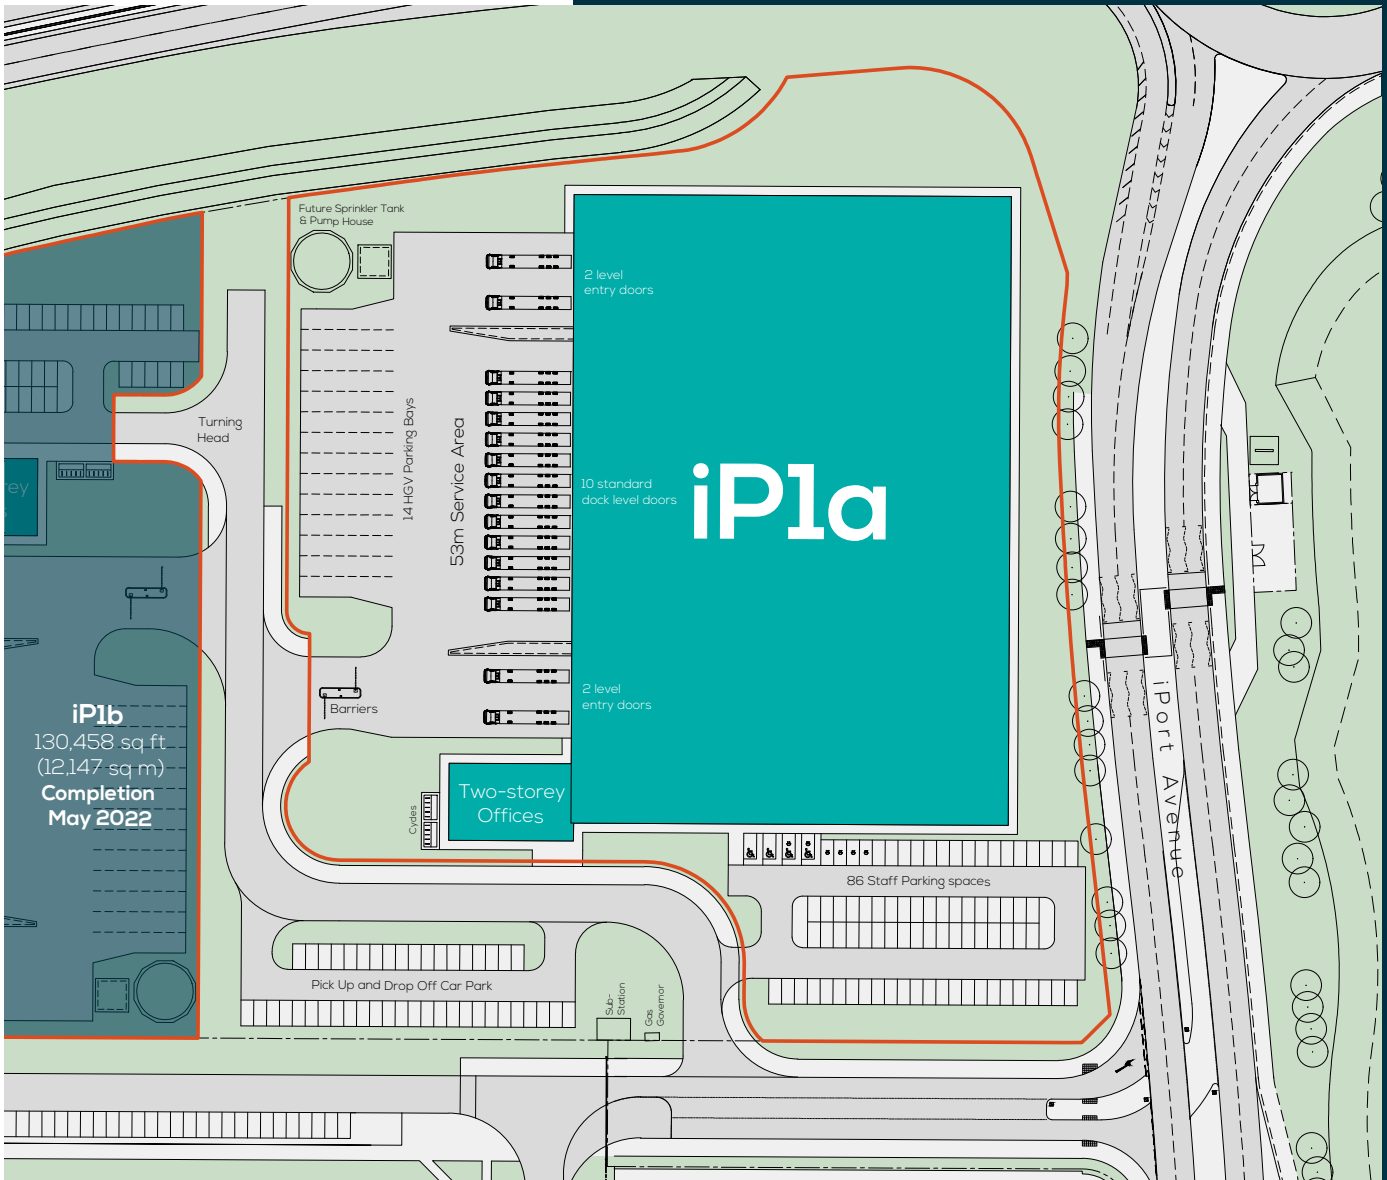 Future Sprinkler Tank
& Pump House
2 level
entry doors
Turning
Head
14 HGV Parking Bays
53m Service Area
10 standard
dock level doors
iP1a
2 level
entry doors
Barriers
iP1b
130,458 sq ft
(12,147 sq m)
Completion
May 2022
Two-storey
Offices
Cycles
iPort Avenue
86 Staff Parking spaces
Pick Up and Drop Off Car Park
Sub-
Station
Gas
Governor